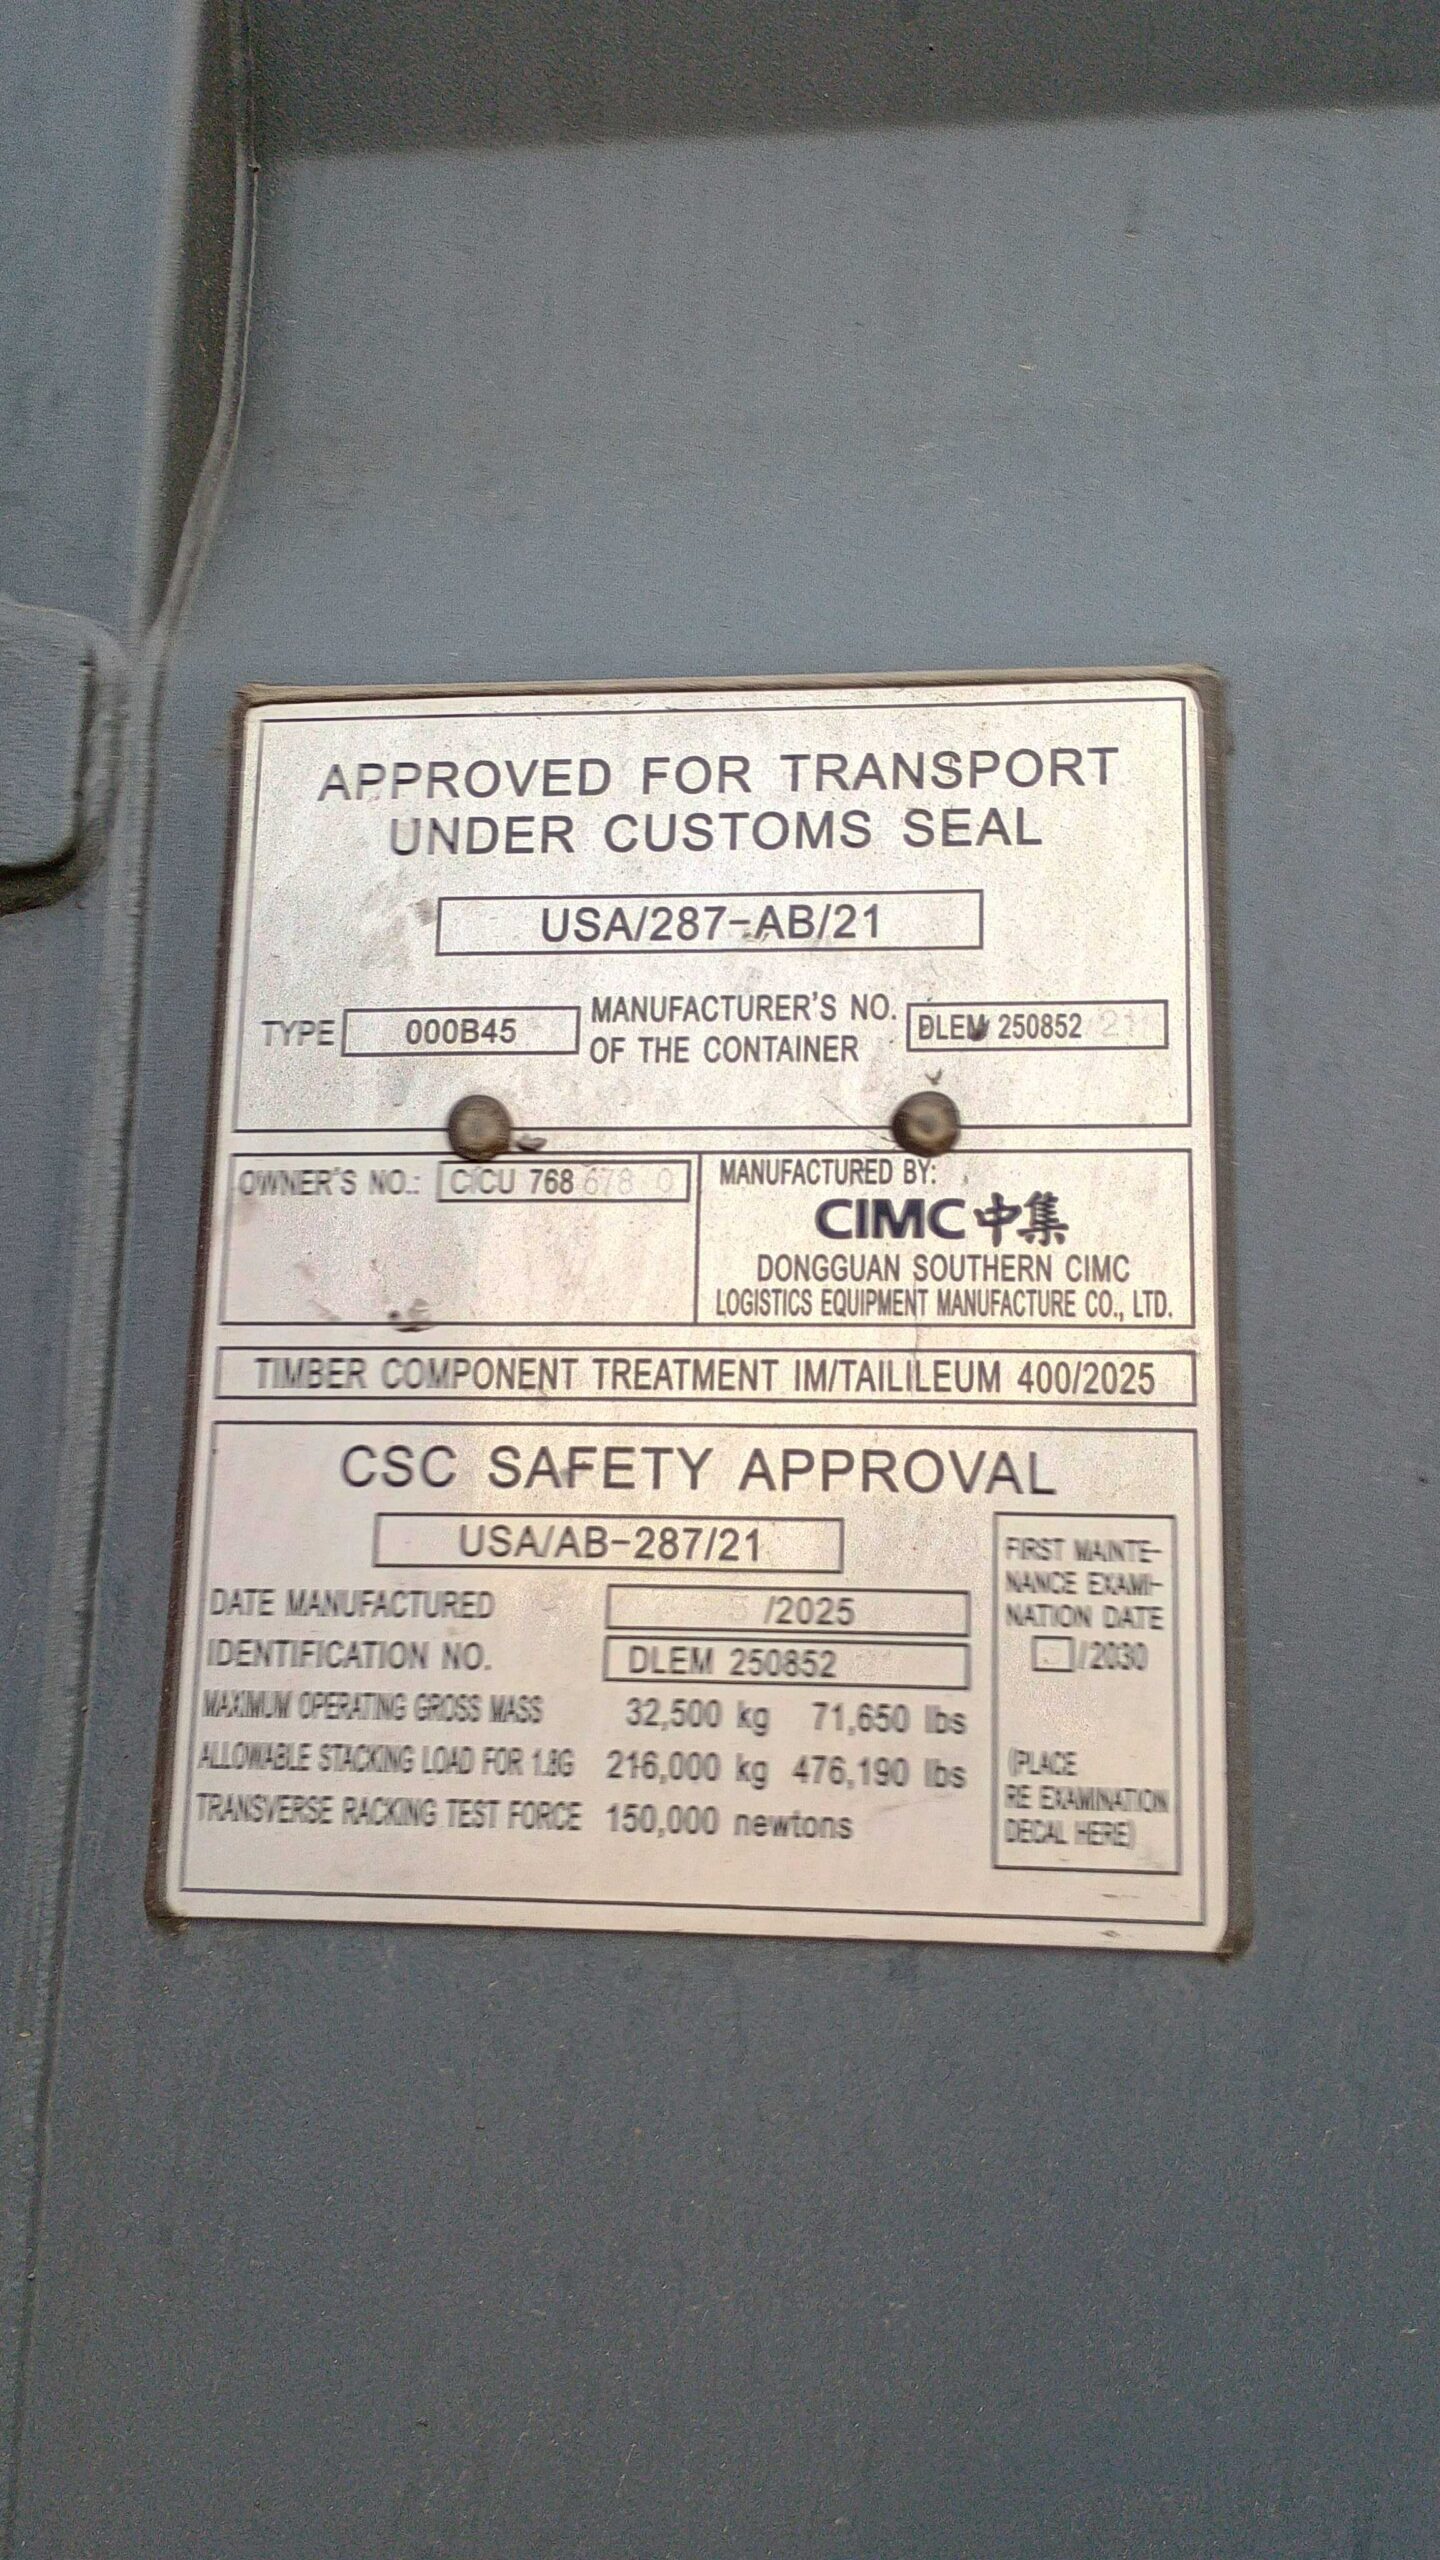 APPROVED FOR TRANSPORT
UNDER CUSTOMS SEAL
USA/287-AB/21
TYPE 000B45 MANUFACTURER'S NO. OF THE CONTAINER DLEM 250852
OWNER'S NO.: CICU 768 678 0
MANUFACTURED BY:
CIMC中集
DONGGUAN SOUTHERN CIMC
LOGISTICS EQUIPMENT MANUFACTURE CO., LTD.
TIMBER COMPONENT TREATMENT IM/TAILILEUM 400/2025
CSC SAFETY APPROVAL
USA/AB-287/21
DATE MANUFACTURED /2025
IDENTIFICATION NO. DLEM 250852
MAXIMUM OPERATING GROSS MASS 32,500 kg 71,650 lbs
ALLOWABLE STACKING LOAD FOR 1.8G 216,000 kg 476,190 lbs
TRANSVERSE RACKING TEST FORCE 150,000 newtons
FIRST MAINTE-
NANCE EXAMI-
NATION DATE
/2030
(PLACE
RE EXAMINATION
DECAL HERE)